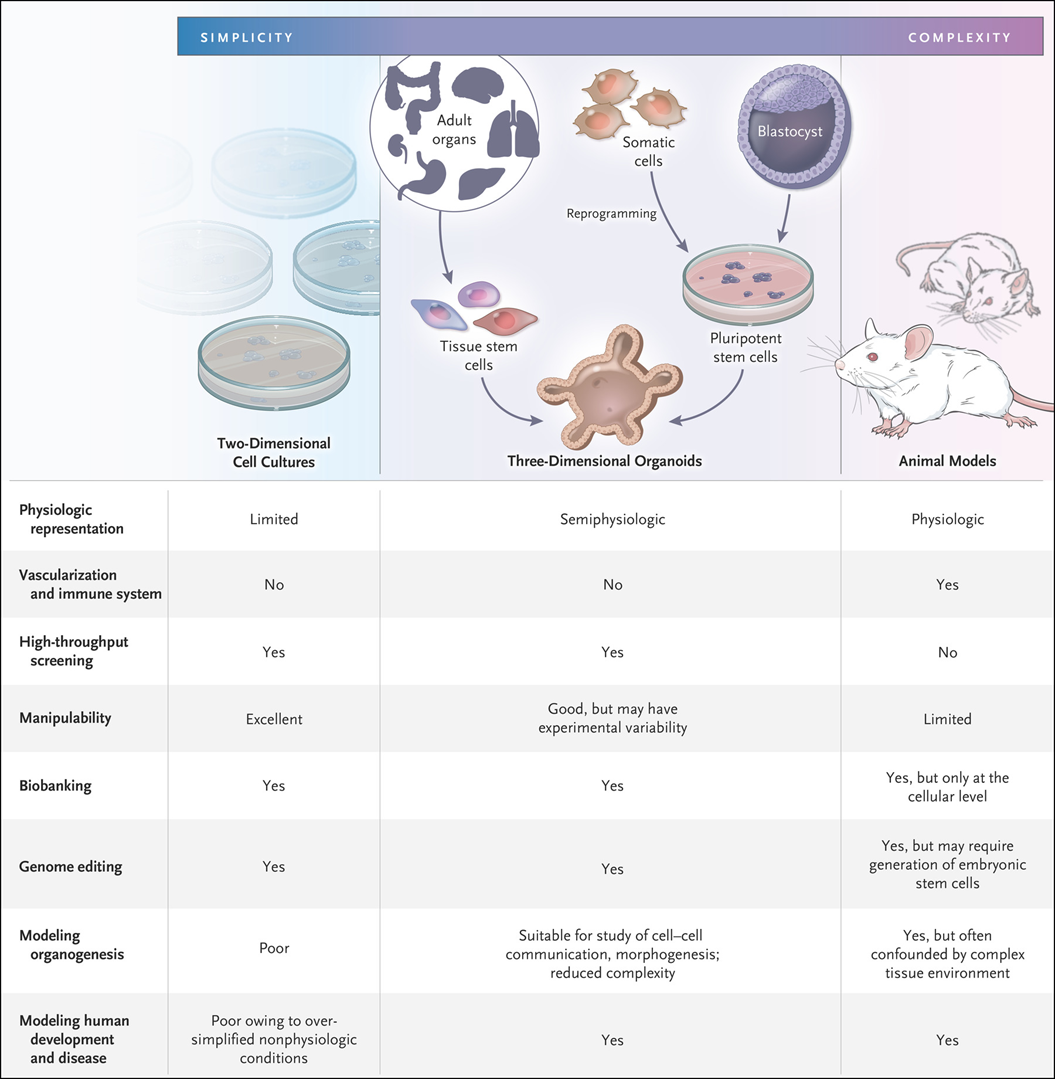 SIMPLICITY
COMPLEXITY
Adult
organs
Somatic
cells
Blastocyst
Reprogramming
Tissue stem
cells
Pluripotent
stem cells
Two-Dimensional
Cell Cultures
Three-Dimensional Organoids
Animal Models
Physiologic
representation
Limited
Semiphysiologic
Physiologic
Vascularization
and immune system
No
No
Yes
High-throughput
screening
Yes
Yes
No
Manipulability
Excellent
Good, but may have
experimental variability
Limited
Biobanking
Yes
Yes
Yes, but only at the
cellular level
Genome editing
Yes
Yes
Yes, but may require
generation of embryonic
stem cells
Modeling
organogenesis
Poor
Suitable for study of cell–cell
communication, morphogenesis;
reduced complexity
Yes, but often
confounded by complex
tissue environment
Modeling human
development
and disease
Poor owing to over-
simplified nonphysiologic
conditions
Yes
Yes